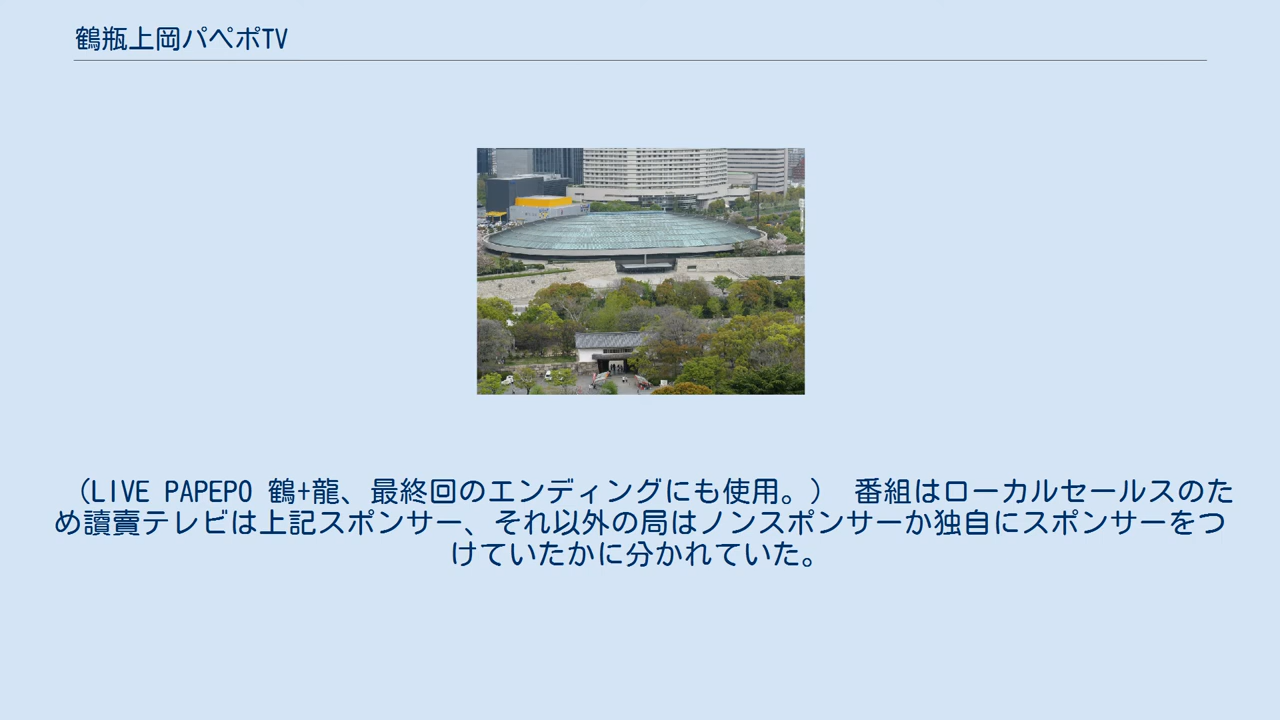 鶴瓶上岡パペポTV
（LIVE PAPEPO 鶴+龍、最終回のエンディングにも使用。） 番組はローカルセールスのた
め讀賣テレビは上記スポンサー、それ以外の局はノンスポンサーか独自にスポンサーをつ
けていたかに分かれていた。